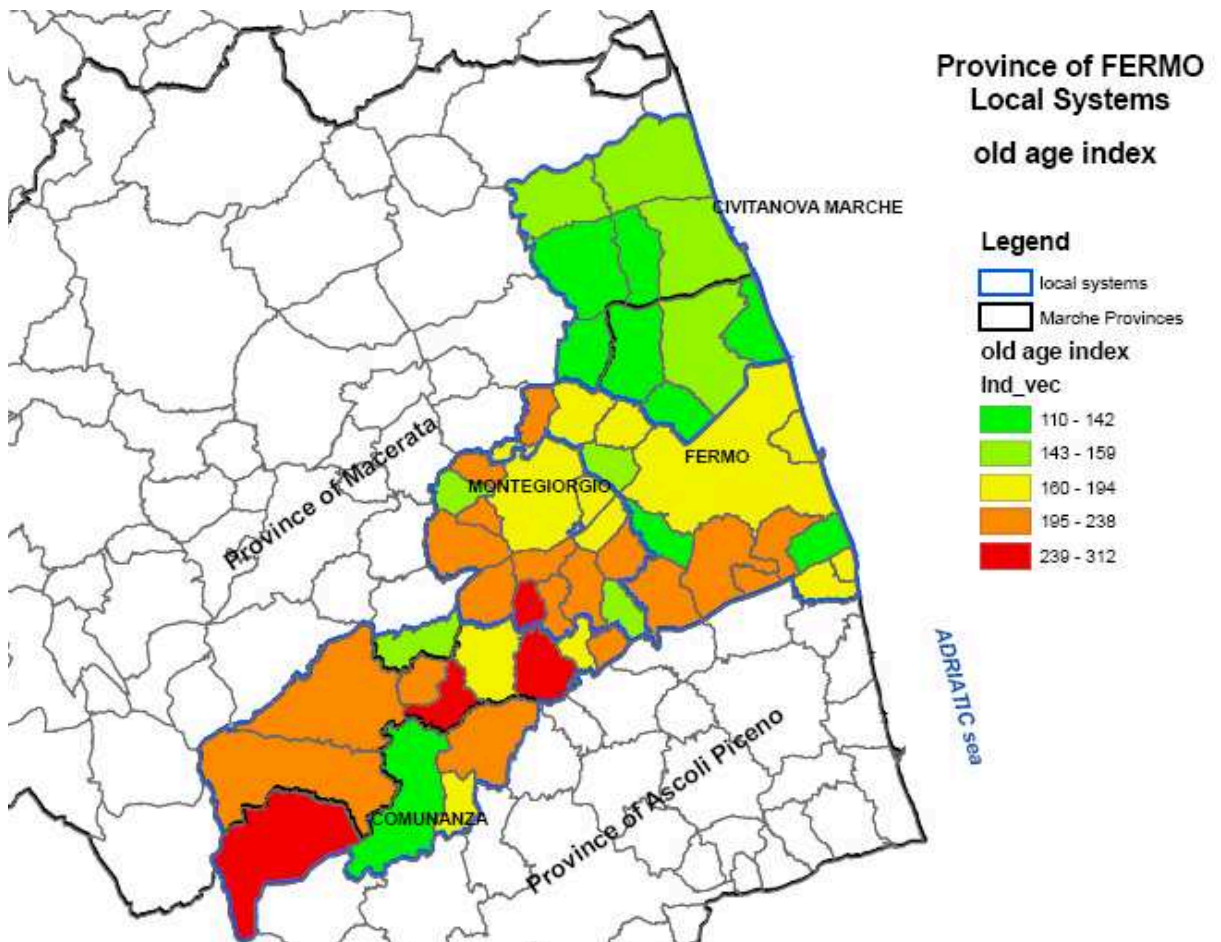 Province of FERMO
Local Systems
old age index
CIVITANOVA MARCHE
Legend
local systems
Marche Provinces
old age index
Ind_vec
110 - 142
143 - 159
160 - 194
195 - 238
239 - 312
FERMO
MONTEGIORGIO
Province of Macerata
ADRIATIC sea
COMUNANZA
Province of Ascoli Piceno